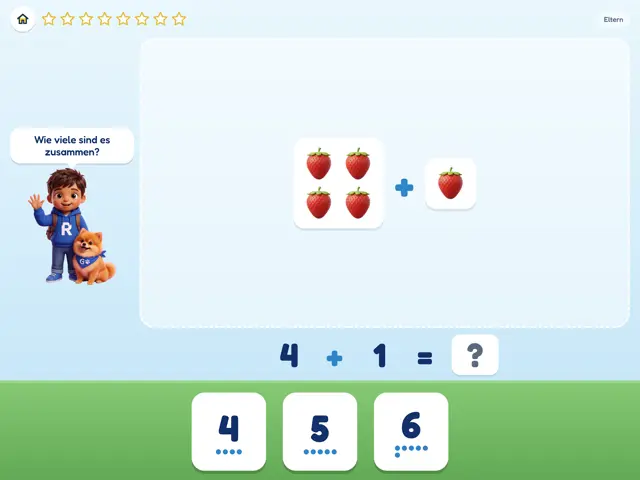 Eltern
Wie viele sind es
zusammen?
R
G
+
4 + 1 = ?
4 5 6